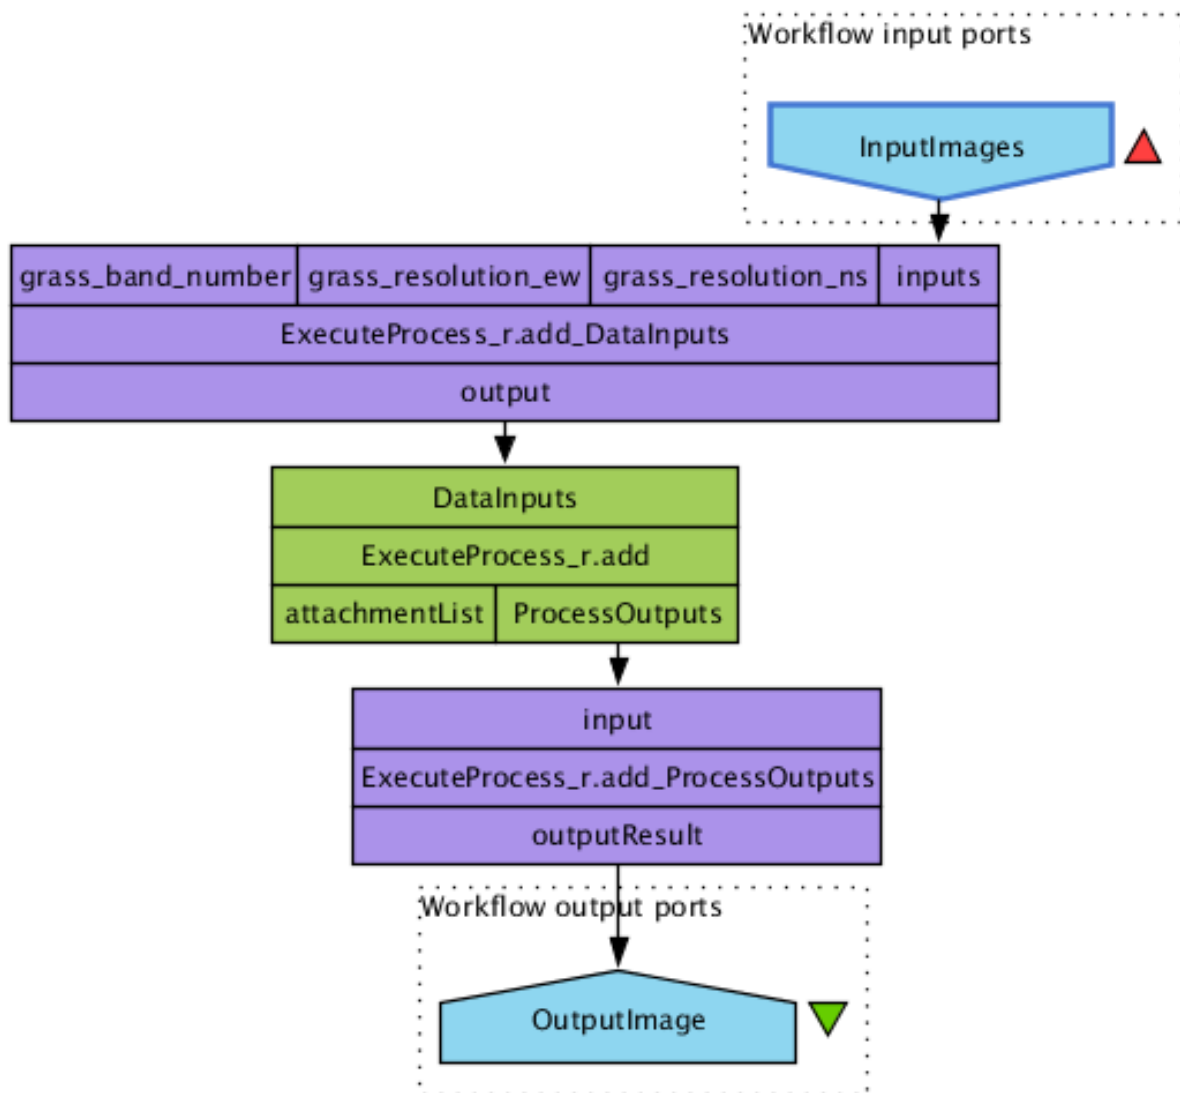 Workflow input ports
InputImages
grass_band_number grass_resolution_ew grass_resolution_ns inputs
ExecuteProcess_r.add_DataInputs
output
DataInputs
ExecuteProcess_r.add
attachmentList ProcessOutputs
input
ExecuteProcess_r.add_ProcessOutputs
outputResult
Workflow output ports
OutputImage